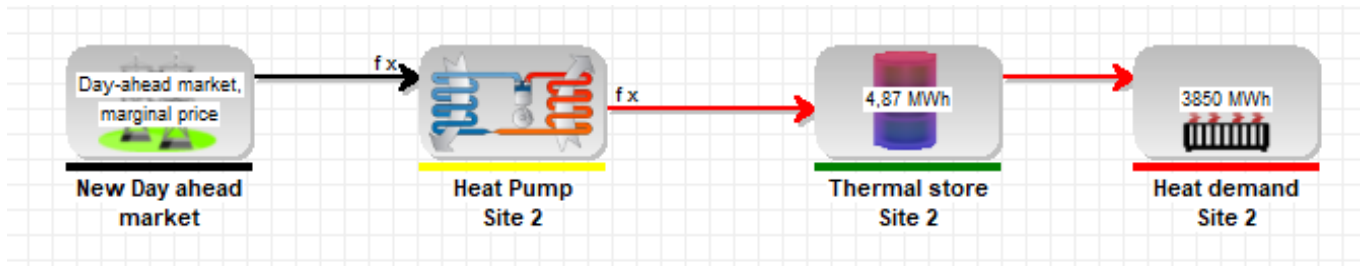 Day-ahead market,
marginal price
New Day ahead
market
f x
Heat Pump
Site 2
f x
4,87 MWh
Thermal store
Site 2
3850 MWh
Heat demand
Site 2